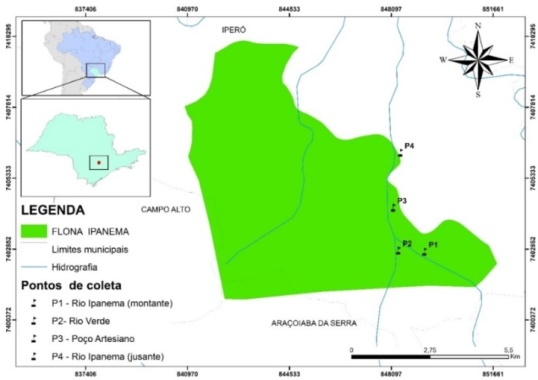 837406 840970 844533 848097 851661
7410295
7407814
7405333
7402852
7400372
IPERÓ
N
W E
S
P4
P3
P2 P1
CAMPO ALTO
ARAÇOIABA DA SERRA
LEGENDA
FLONA IPANEMA
Limites municipais
Hidrografia
Pontos de coleta
P1 - Rio Ipanema (montante)
P2- Rio Verde
P3 - Poço Artesiano
P4 - Rio Ipanema (jusante)
0 2,75 5,5
Km
837406 840970 844533 848097 851661